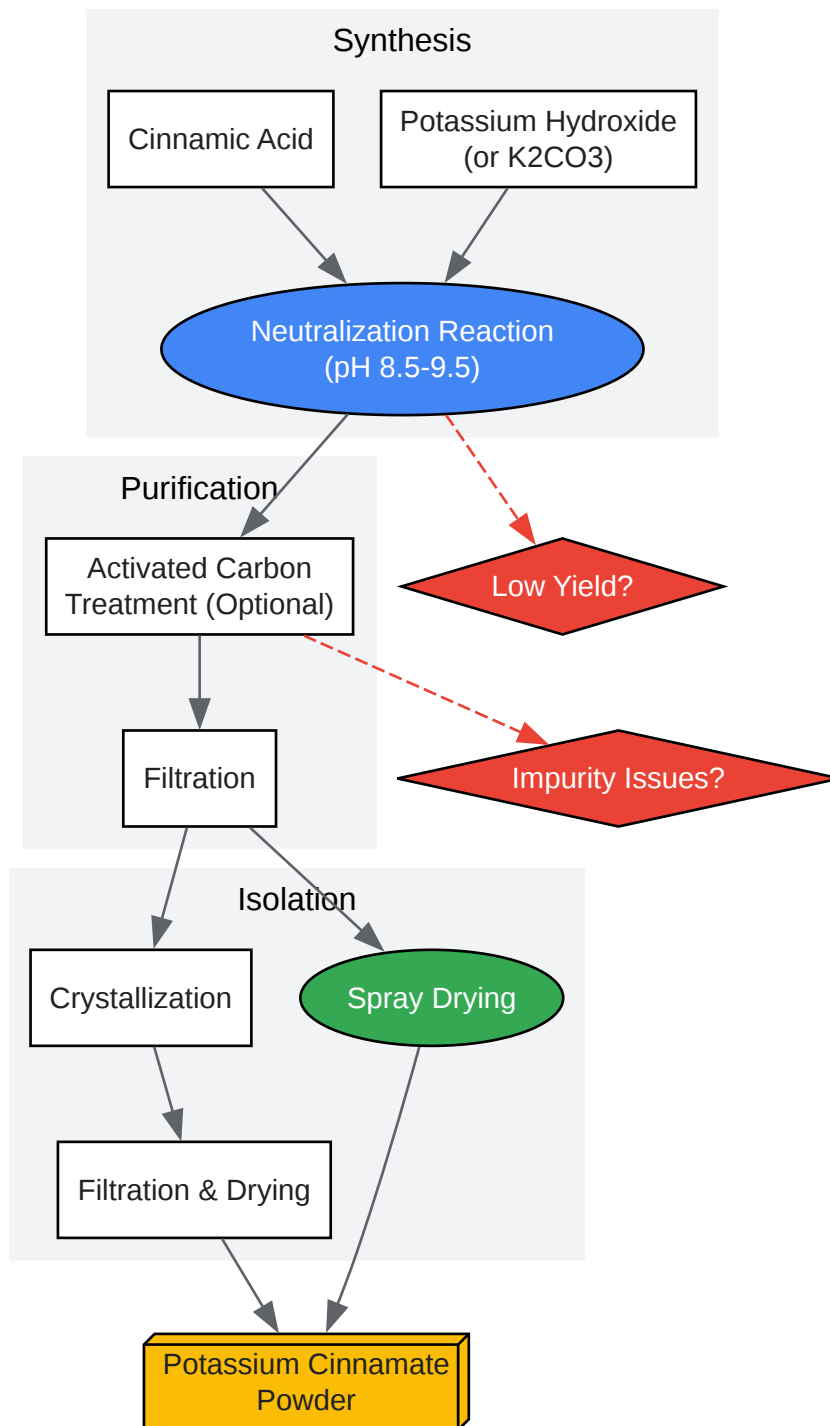 Synthesis
Cinnamic Acid
Potassium Hydroxide
(or K2CO3)
Neutralization Reaction
(pH 8.5-9.5)
Purification
Activated Carbon
Treatment (Optional)
Low Yield?
Filtration
Impurity Issues?
Isolation
Crystallization
Spray Drying
Filtration & Drying
Potassium Cinnamate
Powder